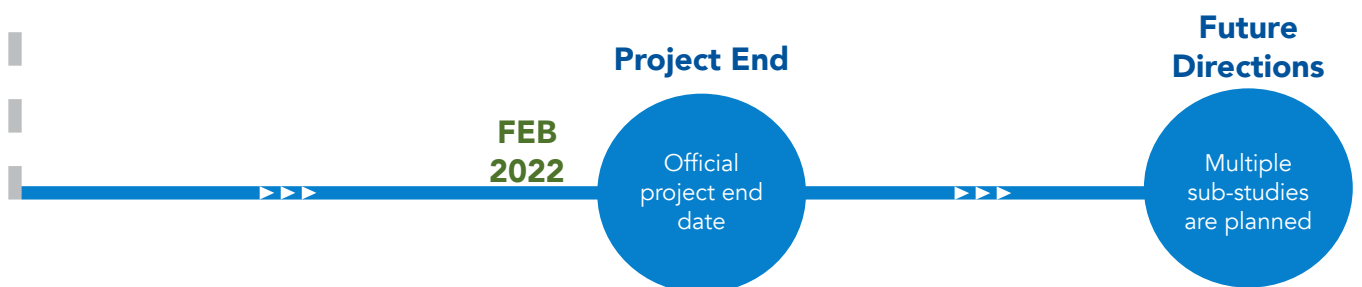 Project End
Future
Directions
FEB
2022
Official
project end
date
Multiple
sub-studies
are planned